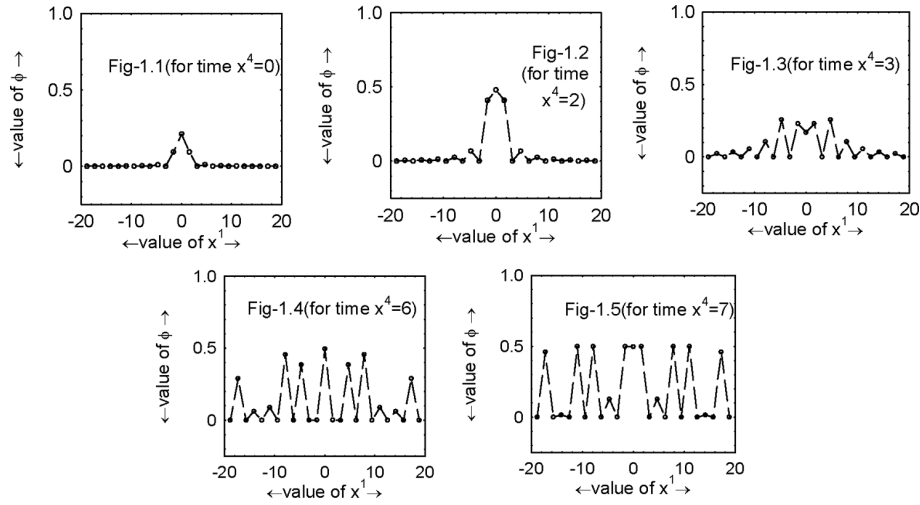 1.0
0.5
0
←value of ϕ →
Fig-1.1(for time x⁴=0)
-20 -10 0 10 20
←value of x¹→
1.0
0.5
0
←value of ϕ →
Fig-1.2
(for time
x⁴=2)
-20 -10 0 10 20
←value of x¹→
1.0
0.5
0
←value of ϕ →
Fig-1.3(for time x⁴=3)
-20 -10 0 10 20
←value of x¹→
1.0
0.5
0
←value of ϕ →
Fig-1.4(for time x⁴=6)
-20 -10 0 10 20
←value of x¹→
1.0
0.5
0
←value of ϕ →
Fig-1.5(for time x⁴=7)
-20 -10 0 10 20
←value of x¹→